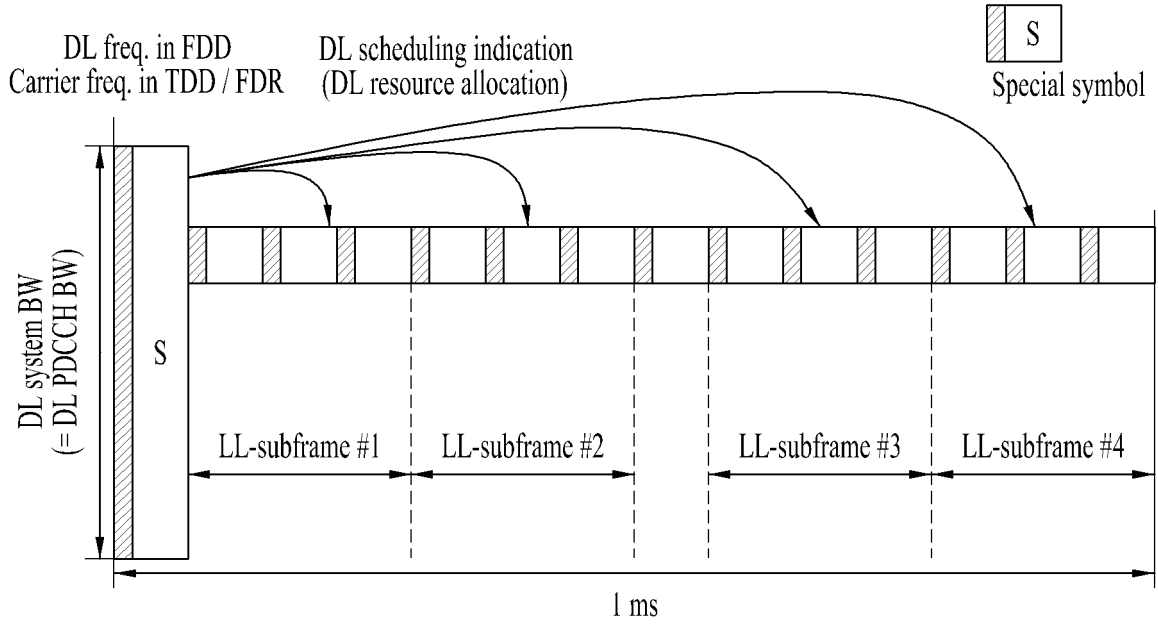 DL freq. in FDD
Carrier freq. in TDD / FDR
DL scheduling indication
(DL resource allocation)
S
Special symbol
DL system BW
(= DL PDCCH BW)
S
LL-subframe #1
LL-subframe #2
LL-subframe #3
LL-subframe #4
1 ms